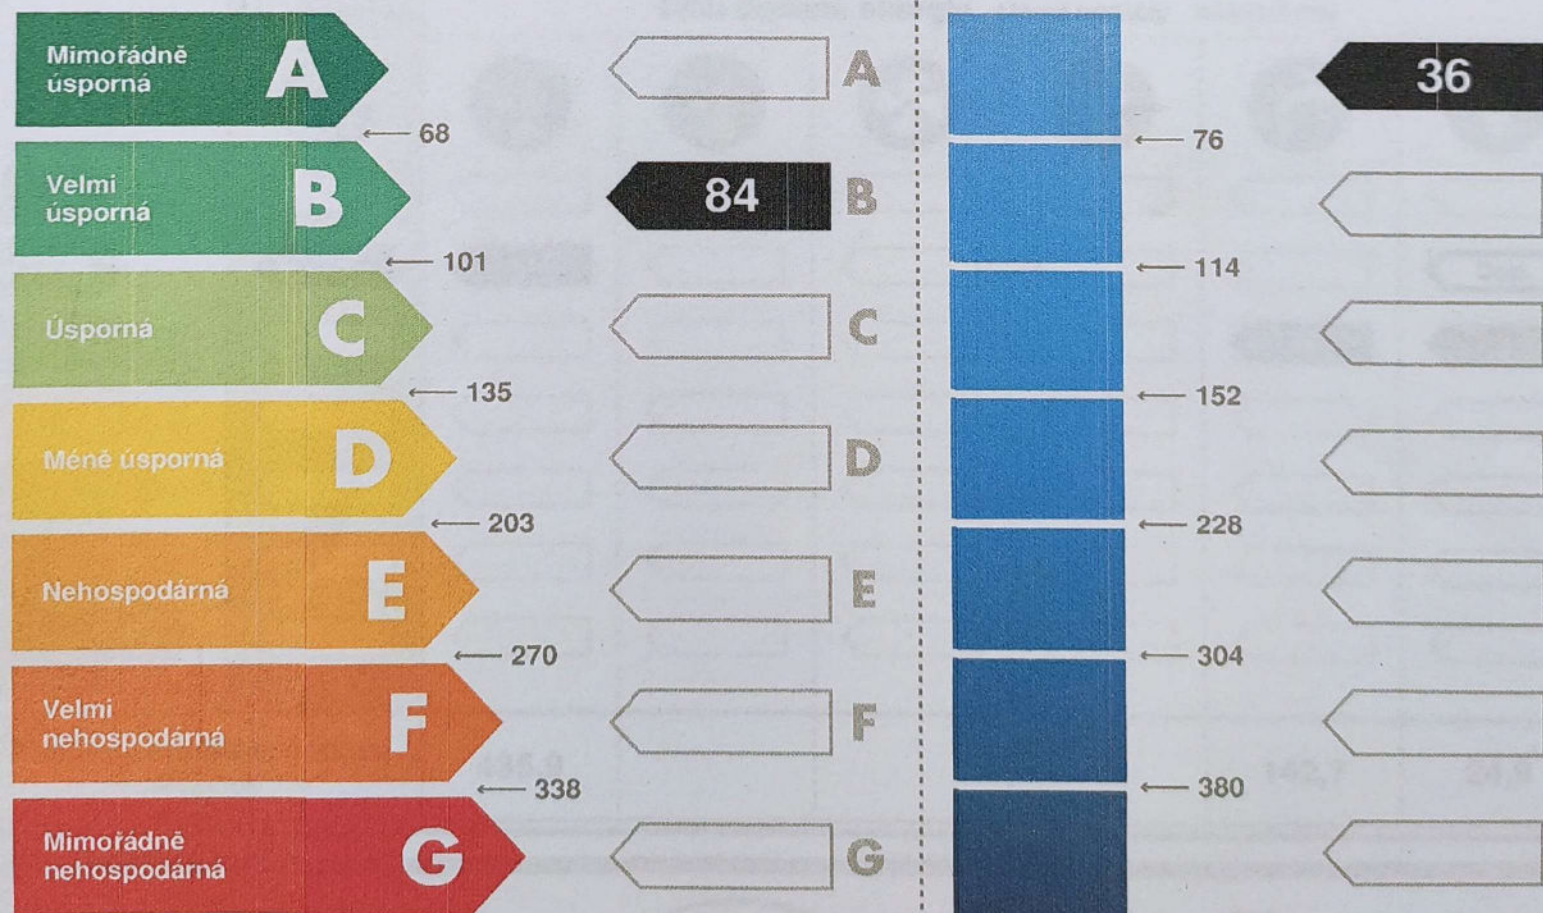 Mimořádně
úsporná
A
A
36
68
76
Velmi
úsporná
B
84
B
101
114
Úsporná
C
C
135
152
Méně úsporná
D
D
203
228
Nehospodárná
E
E
270
304
Velmi
nehospodárná
F
F
338
380
Mimořádně
nehospodárná
G
G